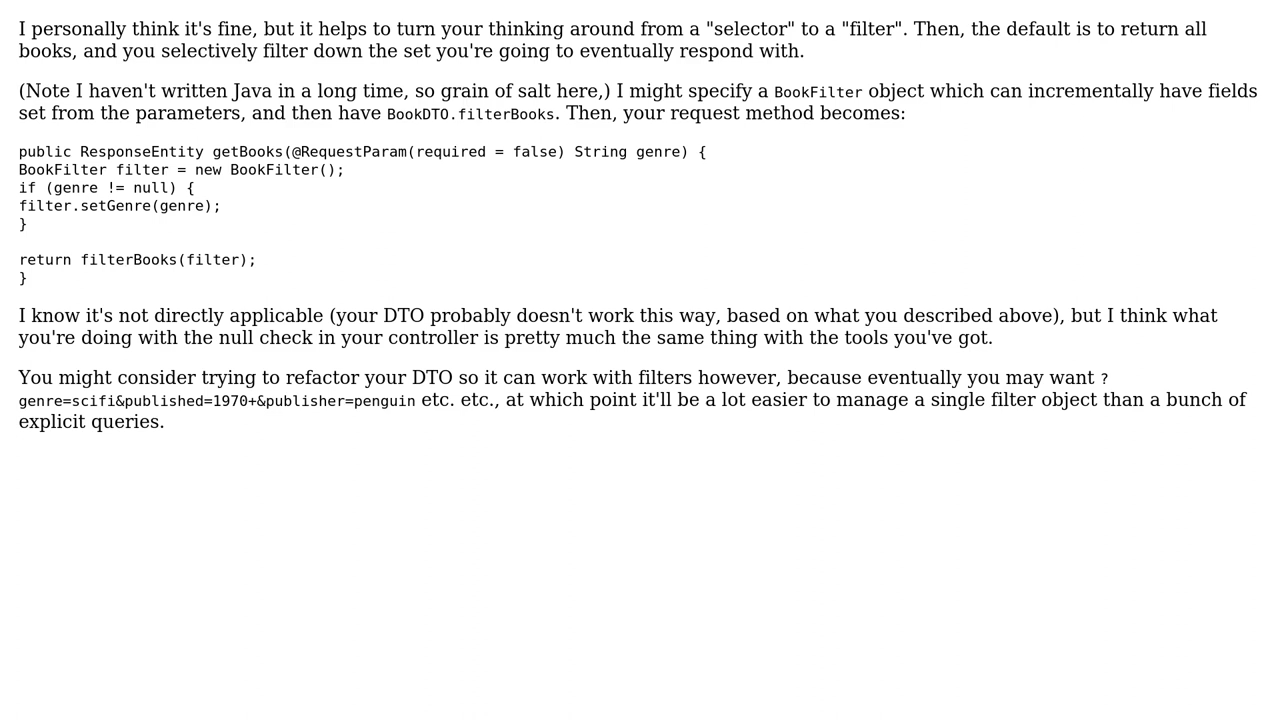 I personally think it's fine, but it helps to turn your thinking around from a "selector" to a "filter". Then, the default is to return all
books, and you selectively filter down the set you're going to eventually respond with.
(Note I haven't written Java in a long time, so grain of salt here,) I might specify a BookFilter object which can incrementally have fields
set from the parameters, and then have BookDTO.filterBooks. Then, your request method becomes:
public ResponseEntity getBooks(@RequestParam(required = false) String genre) {
BookFilter filter = new BookFilter();
if (genre != null) {
filter.setGenre(genre);
}
return filterBooks(filter);
}
I know it's not directly applicable (your DTO probably doesn't work this way, based on what you described above), but I think what
you're doing with the null check in your controller is pretty much the same thing with the tools you've got.
You might consider trying to refactor your DTO so it can work with filters however, because eventually you may want ?
genre=scifi&published=1970+&publisher=penguin etc. etc., at which point it'll be a lot easier to manage a single filter object than a bunch of
explicit queries.